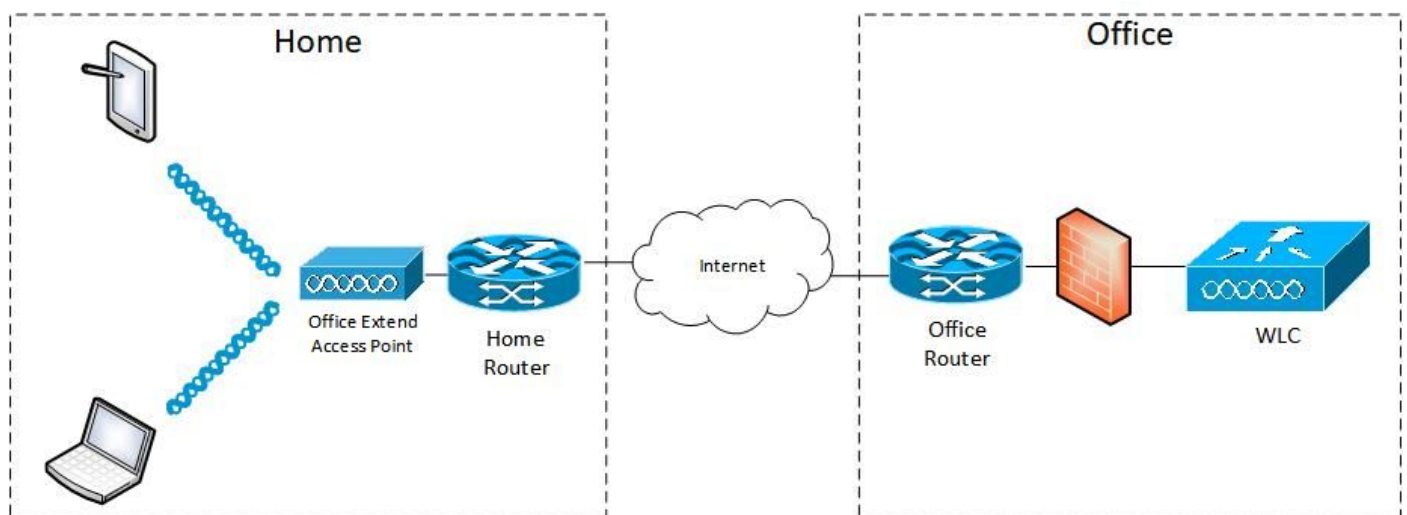 Home
Office
Internet
Office Extend
Access Point
Home
Router
Office
Router
WLC